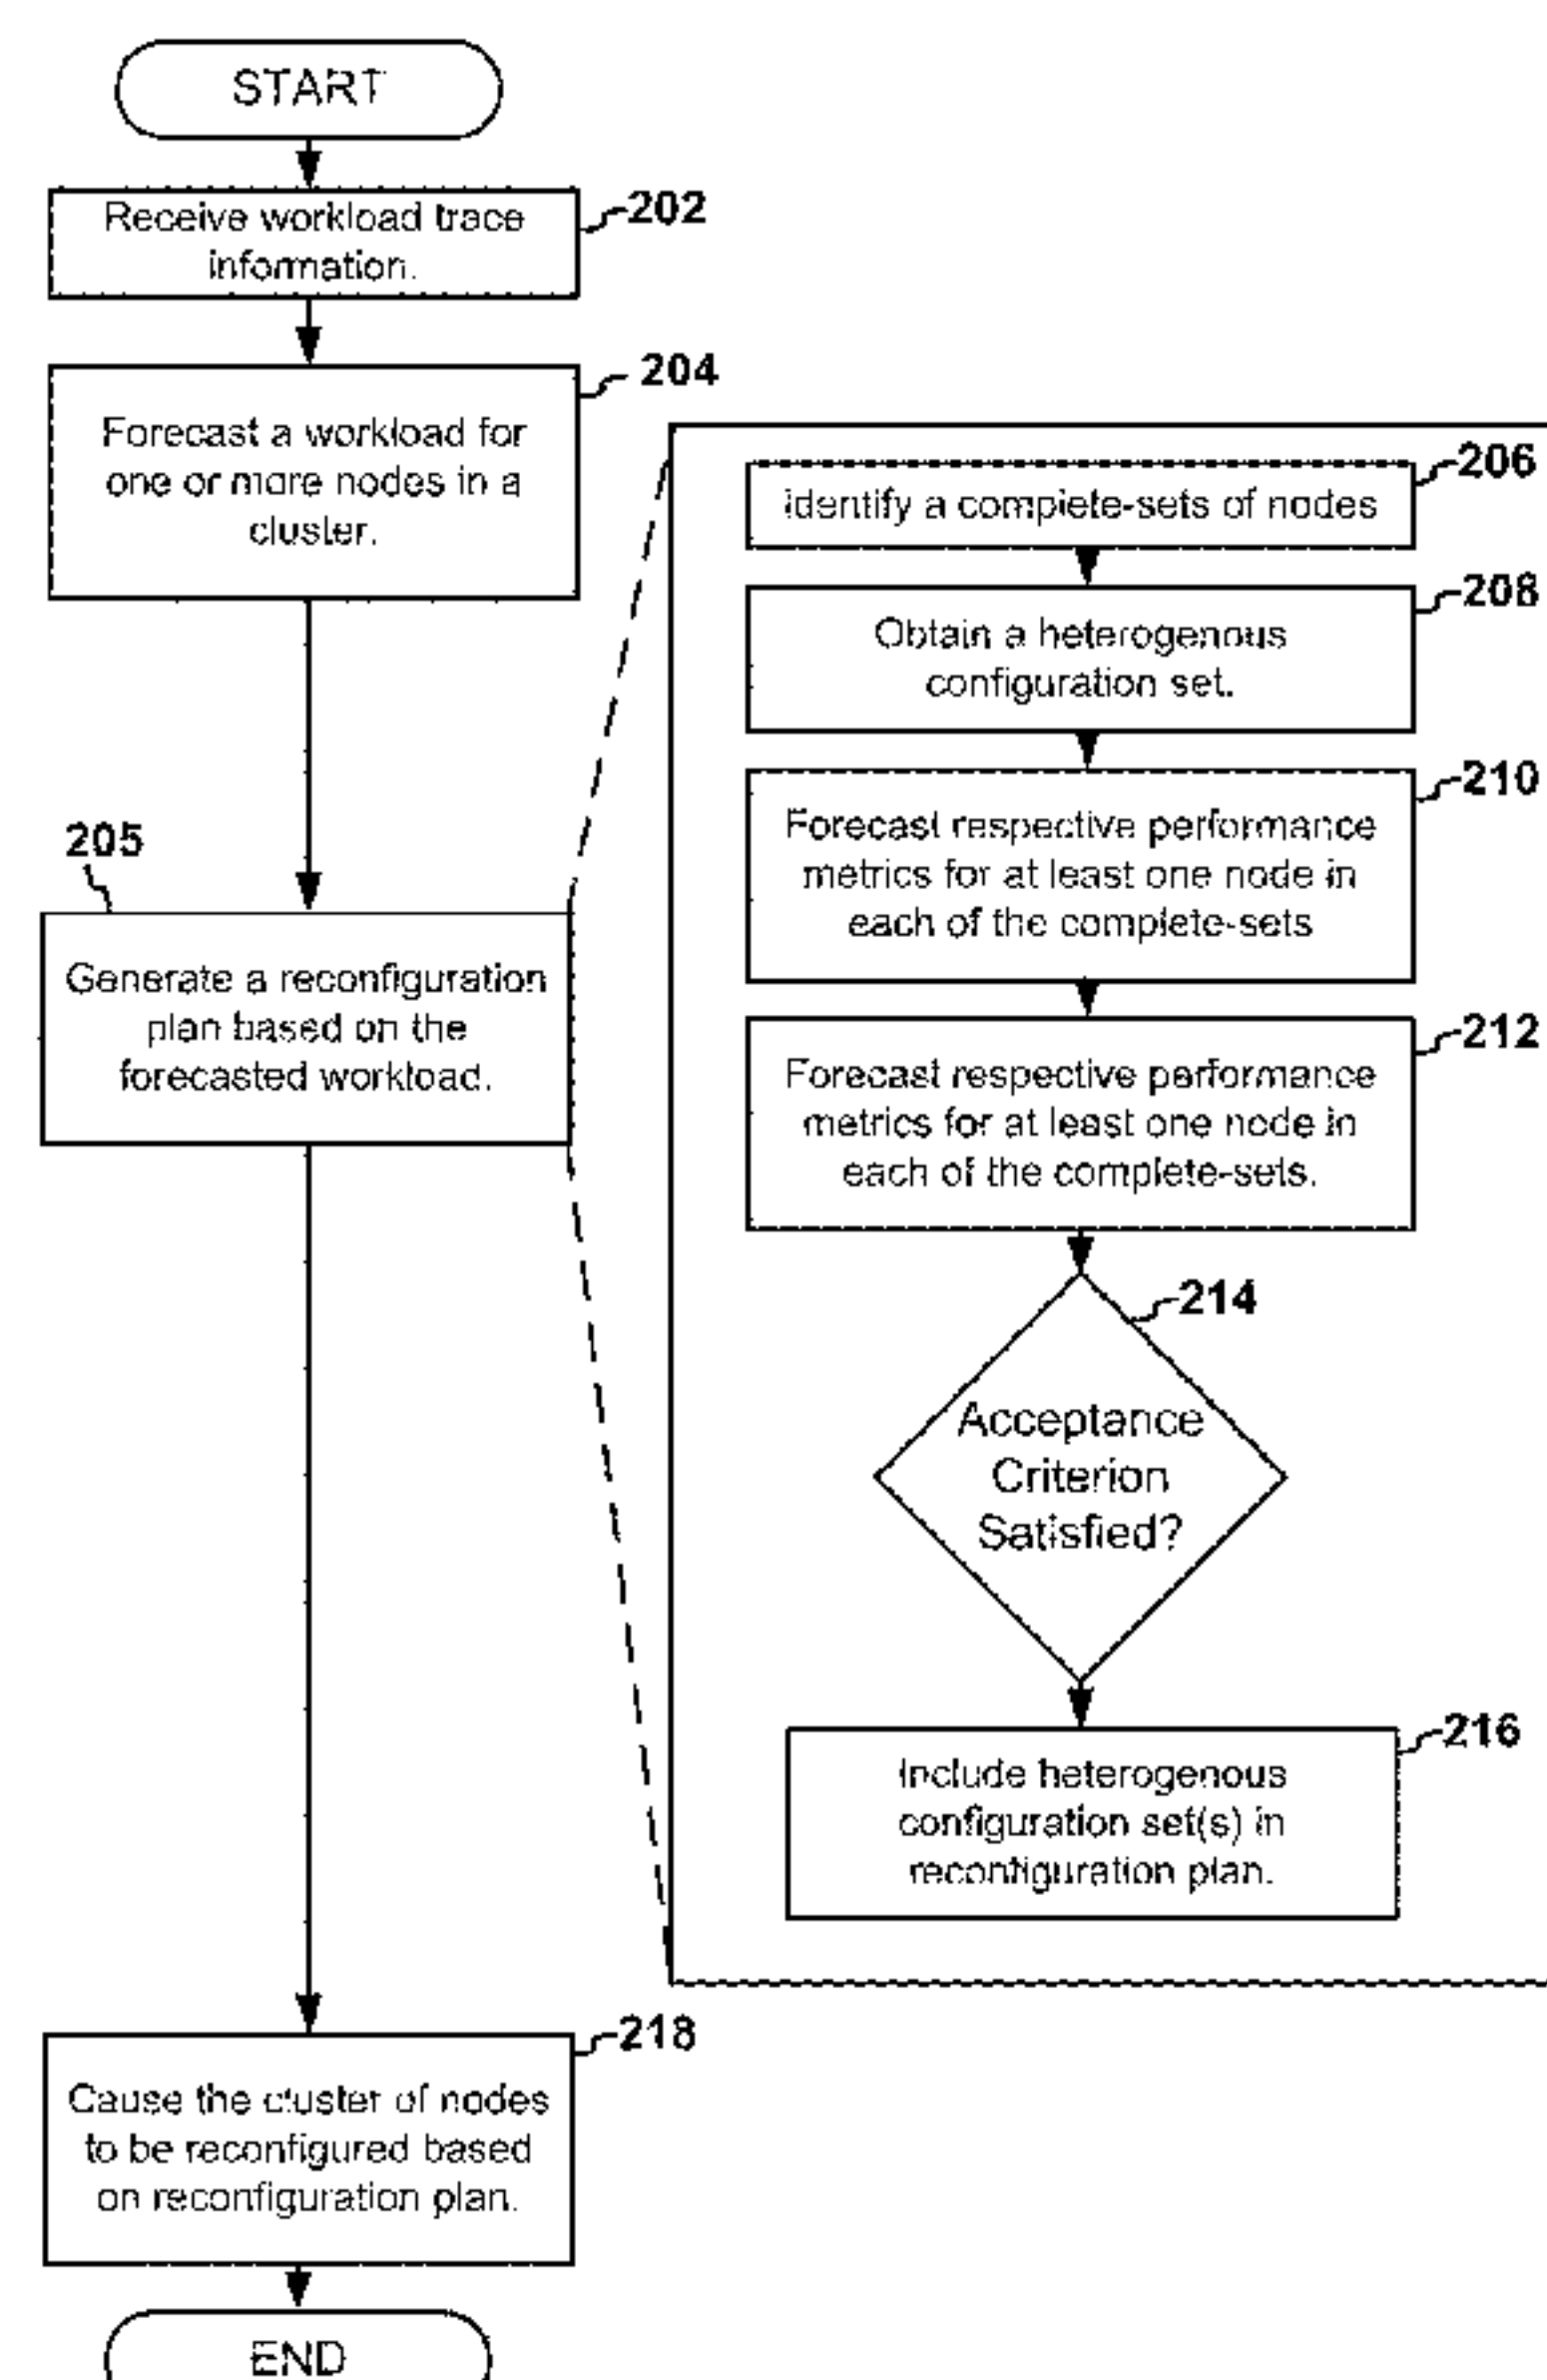 START
202
Receive workload trace
information.
204
Forecast a workload for
one or more nodes in a
cluster.
205
Generate a reconfiguration
plan based on the
forecasted workload.
206
identify a complete-sets of nodes
208
Obtain a heterogenous
configuration set.
210
Forecast respective performance
metrics for at least one node in
each of the complete-sets
212
Forecast respective performance
metrics for at least one node in
each of the complete-sets.
214
Acceptance
Criterion
Satisfied?
216
Include heterogenous
configuration set(s) in
reconfiguration plan.
218
Cause the cluster of nodes
to be reconfigured based
on reconfiguration plan.
END